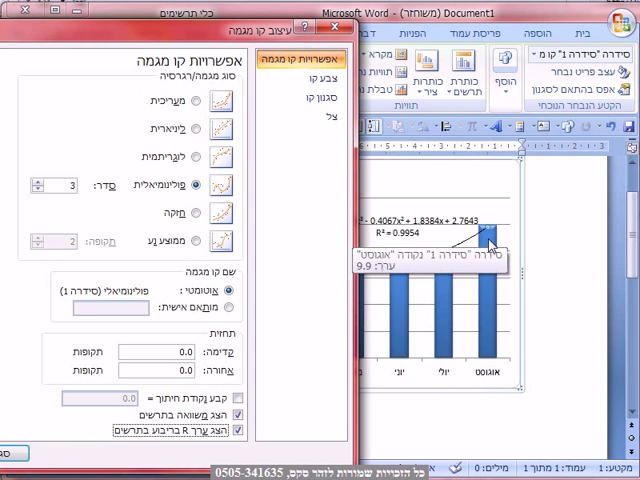 Document1 (משוחזר) - Microsoft Word
כלי תרשימים
בית
הוספה
פריסת עמוד
הפניות
סידרה "סידרה 1" קו מ
עצב פריט נבחר
אפס בהתאם לסגנון
הקטע הנבחר הנוכחי
הוסף
כותרת תרשים
כותרות ציר
מקרא
תוויות
עיצוב קו מגמה
אפשרויות קו מגמה
צבע קו
סגנון קו
צל
אפשרויות קו מגמה
סוג מגמה/רגרסיה
מעריכית
ליניארית
לוגריתמית
פולינומיאלית
סדר:
3
חזקה
ממוצע נע
תקופה:
2
שם קו מגמה
אוטומטי:
פולינומיאלי (סידרה 1)
מותאם אישית:
תחזית
קדימה:
0.0
תקופות
אחורה:
0.0
תקופות
קבע נקודת חיתוך =
0.0
הצג משוואה בתרשים
הצג ערך R בריבוע בתרשים
- 0.4067x² + 1.8384x + 2.7643
R² = 0.9954
סידרה "סידרה 1" נקודה "אוגוסט"
ערך: 9.9
יוני
יולי
אוגוסט
מקטע: 1
עמוד: 1 מתוך 1
מילים: 0
כל הזכויות שמורות לזהר סקס, 0505-341635